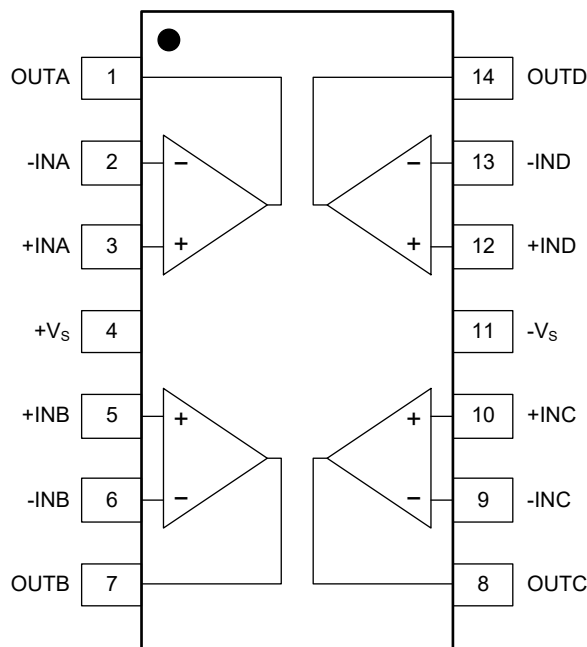 OUTA 1 14 OUTD
-INA 2 − − 13 -IND
+INA 3 + + 12 +IND
+VS 4 11 -VS
+INB 5 + + 10 +INC
-INB 6 − − 9 -INC
OUTB 7 8 OUTC